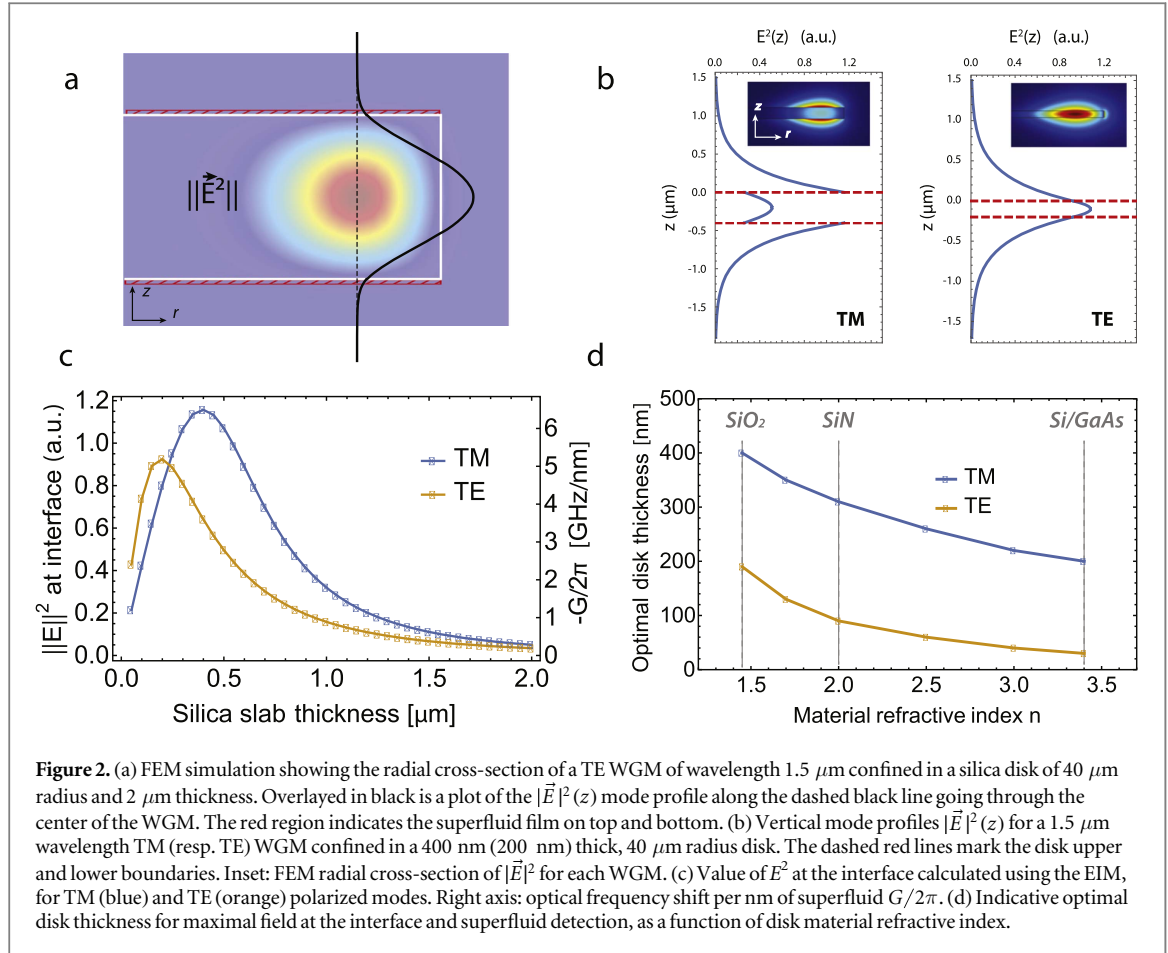 a
||E²||
z
r
b
E²(z) (a.u.)
0.0 0.4 0.8 1.2
1.5
1.0
0.5
0.0
-0.5
-1.0
-1.5
z (µm)
z
r
TM
E²(z) (a.u.)
0.0 0.4 0.8 1.2
1.5
1.0
0.5
0.0
-0.5
-1.0
-1.5
z (µm)
TE
c
||E||² at interface (a.u.)
1.2
1.0
0.8
0.6
0.4
0.2
0.0
TM
TE
6
5
4
3
2
1
0
-G/2π [GHz/nm]
0.0 0.5 1.0 1.5 2.0
Silica slab thickness [µm]
d
Optimal disk thickness [nm]
500
400
300
200
100
0
SiO₂ SiN Si/GaAs
TM
TE
1.5 2.0 2.5 3.0 3.5
Material refractive index n
Figure 2. (a) FEM simulation showing the radial cross-section of a TE WGM of wavelength 1.5 µm confined in a silica disk of 40 µm
radius and 2 µm thickness. Overlayed in black is a plot of the |E⃗|² (z) mode profile along the dashed black line going through the
center of the WGM. The red region indicates the superfluid film on top and bottom. (b) Vertical mode profiles |E⃗|² (z) for a 1.5 µm
wavelength TM (resp. TE) WGM confined in a 400 nm (200 nm) thick, 40 µm radius disk. The dashed red lines mark the disk upper
and lower boundaries. Inset: FEM radial cross-section of |E⃗|² for each WGM. (c) Value of E² at the interface calculated using the EIM,
for TM (blue) and TE (orange) polarized modes. Right axis: optical frequency shift per nm of superfluid G/2π. (d) Indicative optimal
disk thickness for maximal field at the interface and superfluid detection, as a function of disk material refractive index.